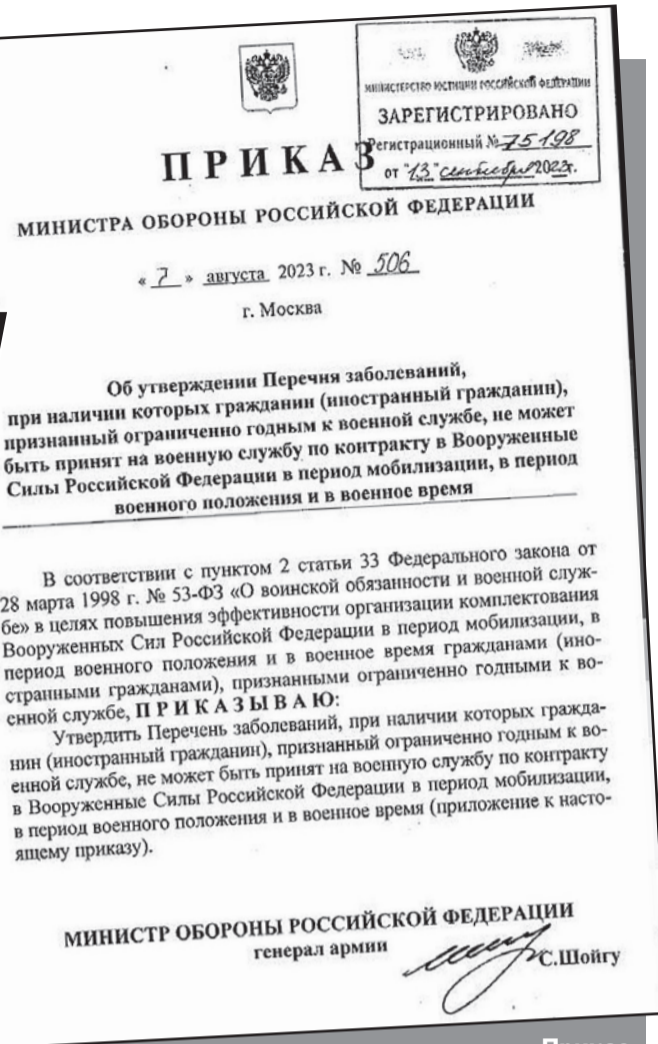 МИНИСТЕРСТВО ЮСТИЦИИ РОССИЙСКОЙ ФЕДЕРАЦИИ
ЗАРЕГИСТРИРОВАНО
Регистрационный № 75198
от "13" сентября 2023г.
ПРИКАЗ
МИНИСТРА ОБОРОНЫ РОССИЙСКОЙ ФЕДЕРАЦИИ
« 7 » августа 2023 г. № 506
г. Москва
Об утверждении Перечня заболеваний,
при наличии которых гражданин (иностранный гражданин),
признанный ограниченно годным к военной службе, не может
быть принят на военную службу по контракту в Вооруженные
Силы Российской Федерации в период мобилизации, в период
военного положения и в военное время
В соответствии с пунктом 2 статьи 33 Федерального закона от
28 марта 1998 г. № 53-ФЗ «О воинской обязанности и военной служ-
бе» в целях повышения эффективности организации комплектования
Вооруженных Сил Российской Федерации в период мобилизации, в
период военного положения и в военное время гражданами (ино-
странными гражданами), признанными ограниченно годными к во-
енной службе, П Р И К А З Ы В А Ю:
Утвердить Перечень заболеваний, при наличии которых гражда-
нин (иностранный гражданин), признанный ограниченно годным к во-
енной службе, не может быть принят на военную службу по контракту
в Вооруженные Силы Российской Федерации в период мобилизации,
в период военного положения и в военное время (приложение к насто-
ящему приказу).
МИНИСТР ОБОРОНЫ РОССИЙСКОЙ ФЕДЕРАЦИИ
генерал армии
С.Шойгу